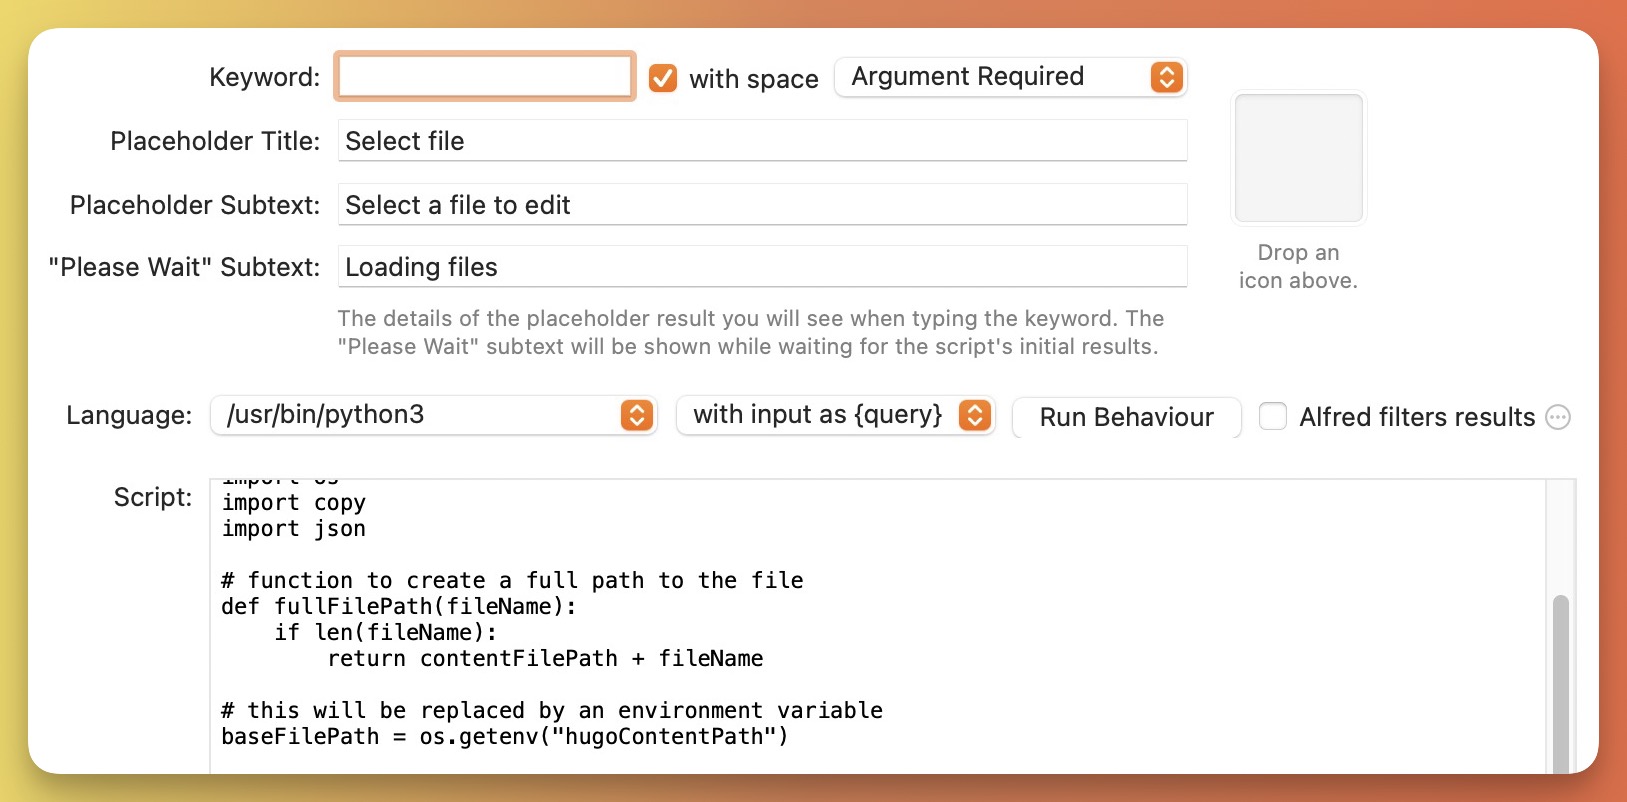 Keyword: with space Argument Required
Placeholder Title: Select file
Placeholder Subtext: Select a file to edit
"Please Wait" Subtext: Loading files
Drop an
icon above.
The details of the placeholder result you will see when typing the keyword. The
"Please Wait" subtext will be shown while waiting for the script's initial results.
Language: /usr/bin/python3 with input as {query} Run Behaviour Alfred filters results
Script:
import os
import copy
import json
# function to create a full path to the file
def fullFilePath(fileName):
if len(fileName):
return contentFilePath + fileName
# this will be replaced by an environment variable
baseFilePath = os.getenv("hugoContentPath")